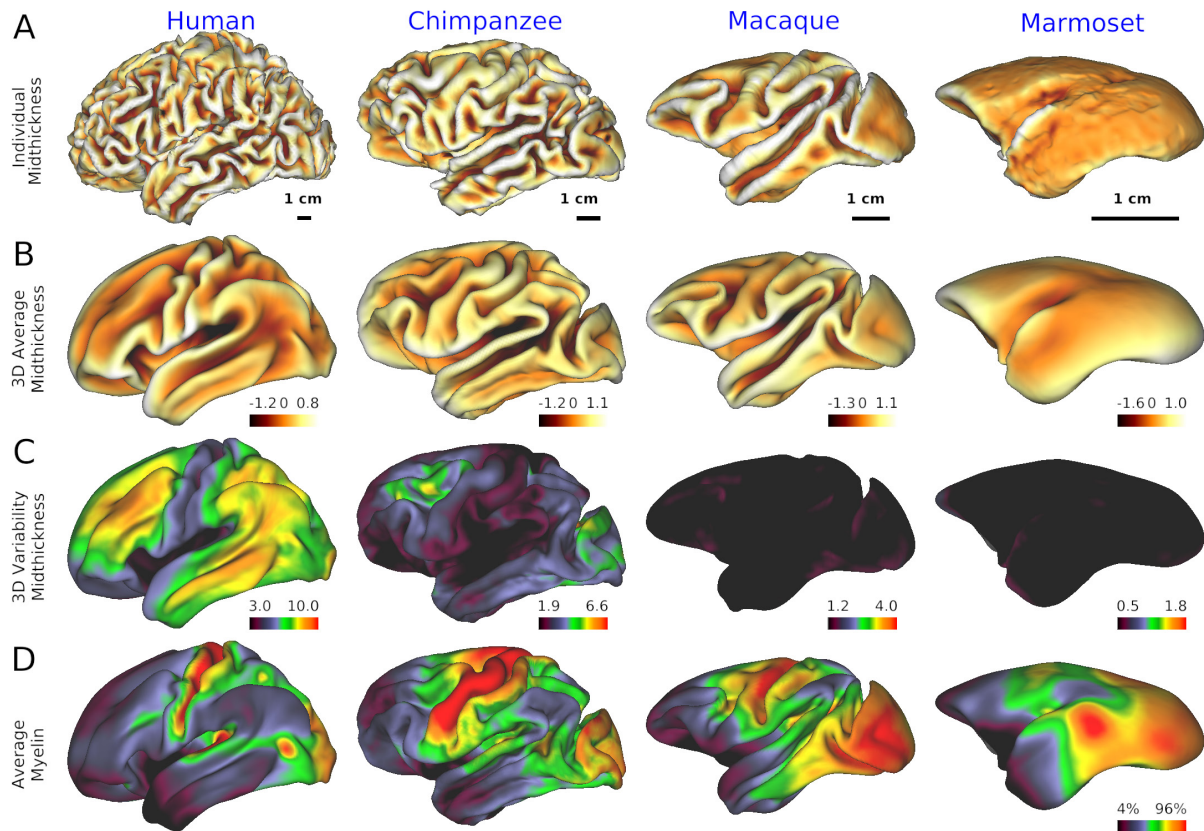 Human Chimpanzee Macaque Marmoset
A
Individual
Midthickness
1 cm 1 cm 1 cm 1 cm
B
3D Average
Midthickness
-1.2 0 0.8 -1.2 0 1.1 -1.3 0 1.1 -1.6 0 1.0
C
3D Variability
Midthickness
3.0 10.0 1.9 6.6 1.2 4.0 0.5 1.8
D
Average
Myelin
4% 96%